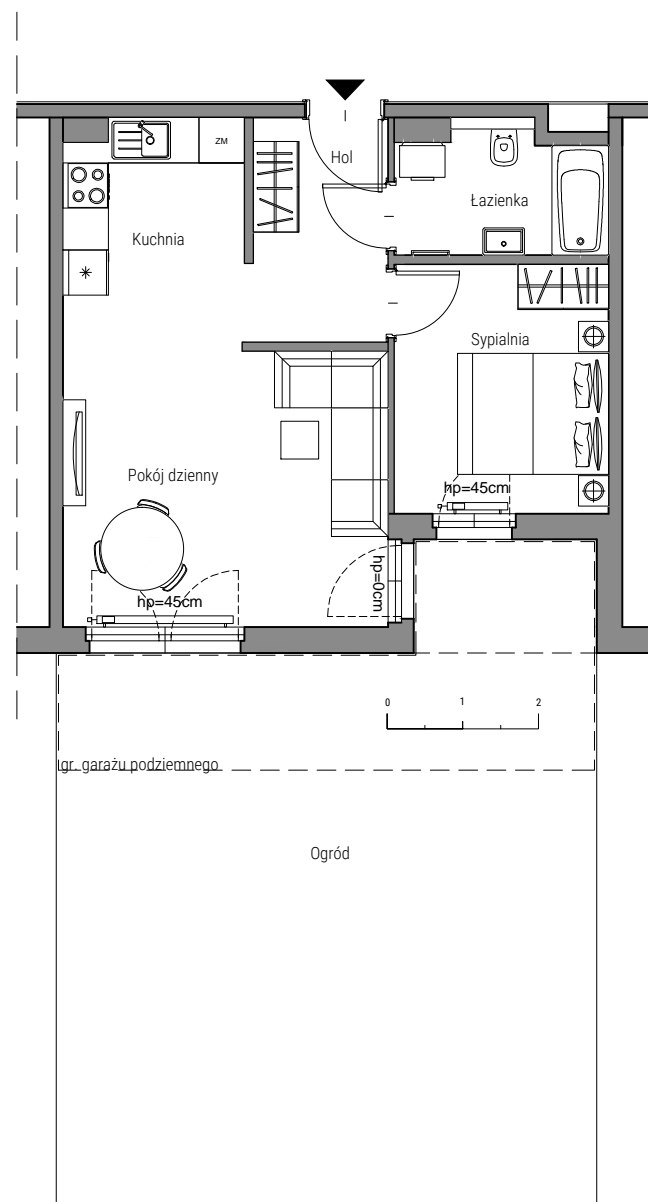 ZM
Hol
Łazienka
Kuchnia
Sypialnia
Pokój dzienny
hp=45cm
hp=0cm
hp=45cm
0 1 2
gr. garażu podziemnego
Ogród